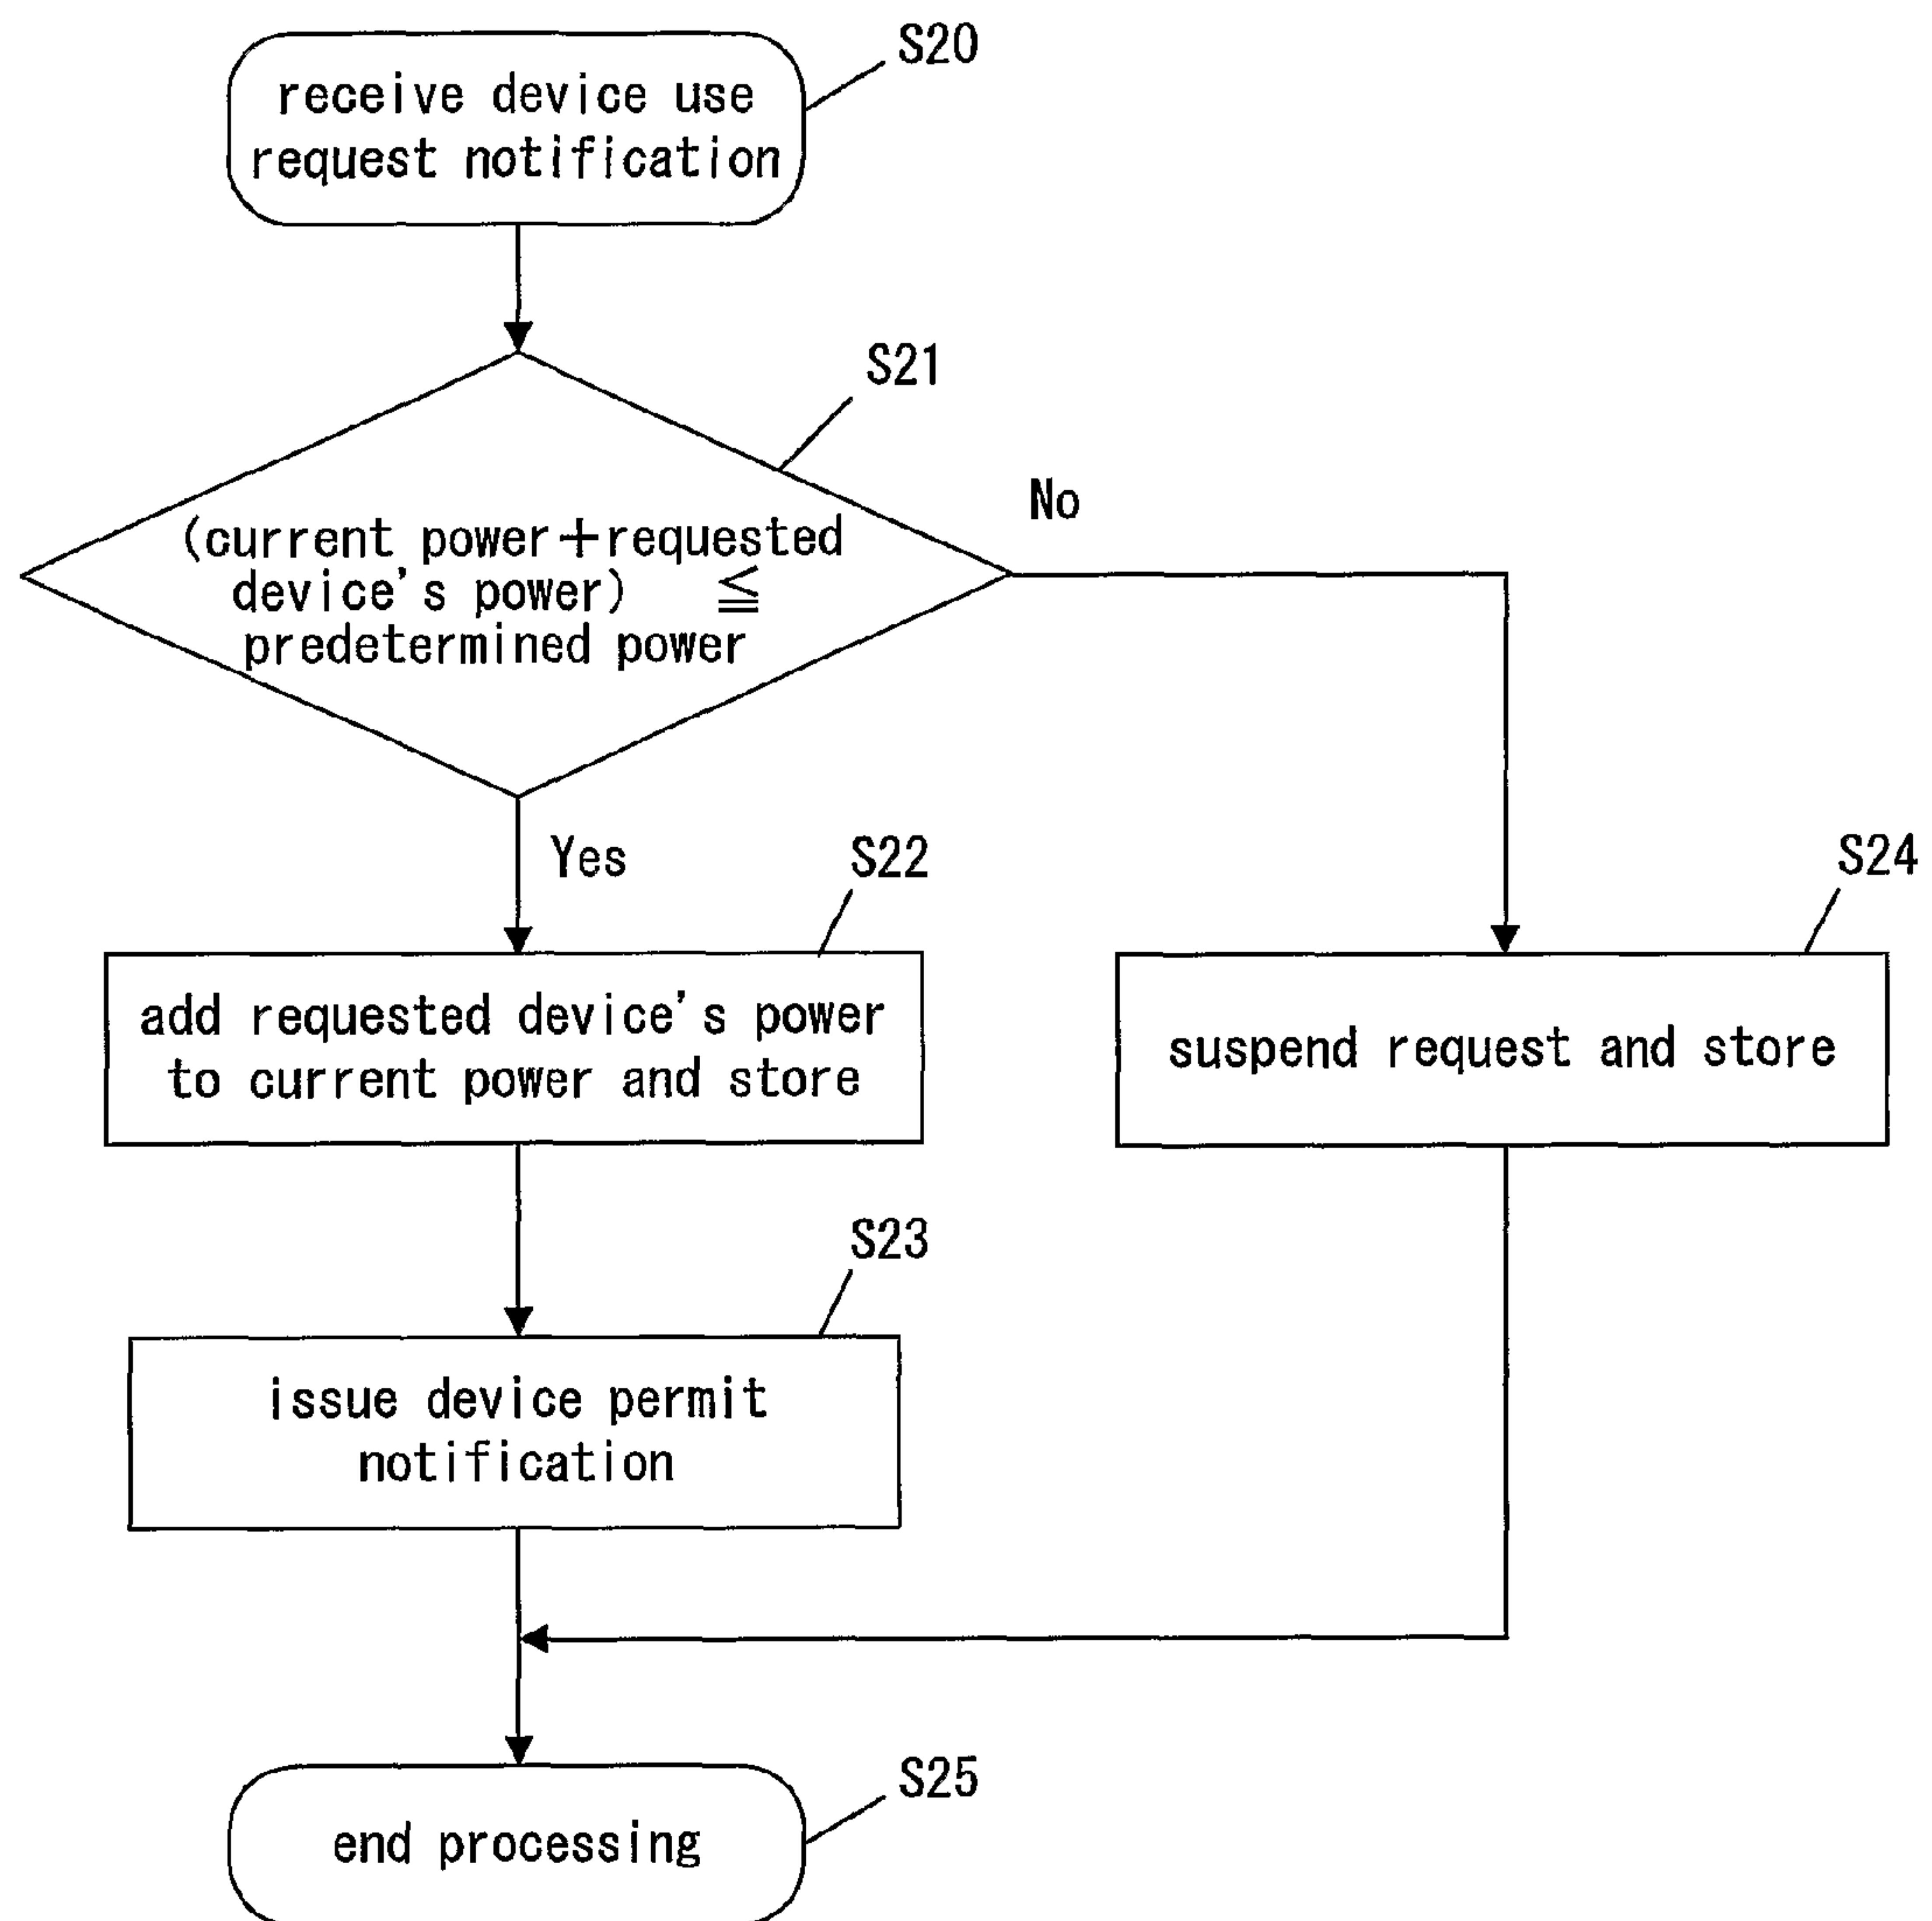 S20
receive device use
request notification
S21
No
(current power+requested
device's power) ≦
predetermined power
Yes
S22
S24
add requested device's power
to current power and store
suspend request and store
S23
issue device permit
notification
S25
end processing